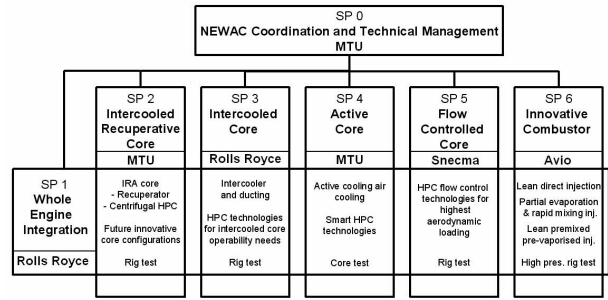 SP 0
NEWAC Coordination and Technical Management
MTU
SP 2
Intercooled
Recuperative
Core
MTU
IRA core
- Recuperator
- Centrifugal HPC
Future innovative
core configurations
Rig test
SP 3
Intercooled
Core
Rolls Royce
Intercooler
and ducting
HPC technologies
for intercooled core
operability needs
Rig test
SP 4
Active
Core
MTU
Active cooling air
cooling
Smart HPC
technologies
Core test
SP 5
Flow
Controlled
Core
Snecma
HPC flow control
technologies for
highest
aerodynamic
loading
Rig test
SP 6
Innovative
Combustor
Avio
Lean direct injection
Partial evaporation
& rapid mixing inj.
Lean premixed
pre-vaporised inj.
High pres. rig test
SP 1
Whole
Engine
Integration
Rolls Royce